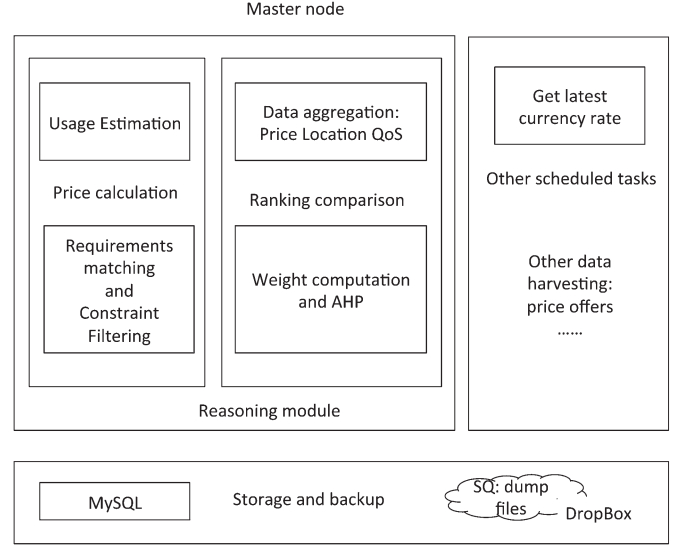 Master node
Usage Estimation
Price calculation
Requirements
matching
and
Constraint
Filtering
Data aggregation:
Price Location QoS
Ranking comparison
Weight computation
and AHP
Reasoning module
Get latest
currency rate
Other scheduled tasks
Other data
harvesting:
price offers
......
MySQL
Storage and backup
SQ: dump
files
DropBox